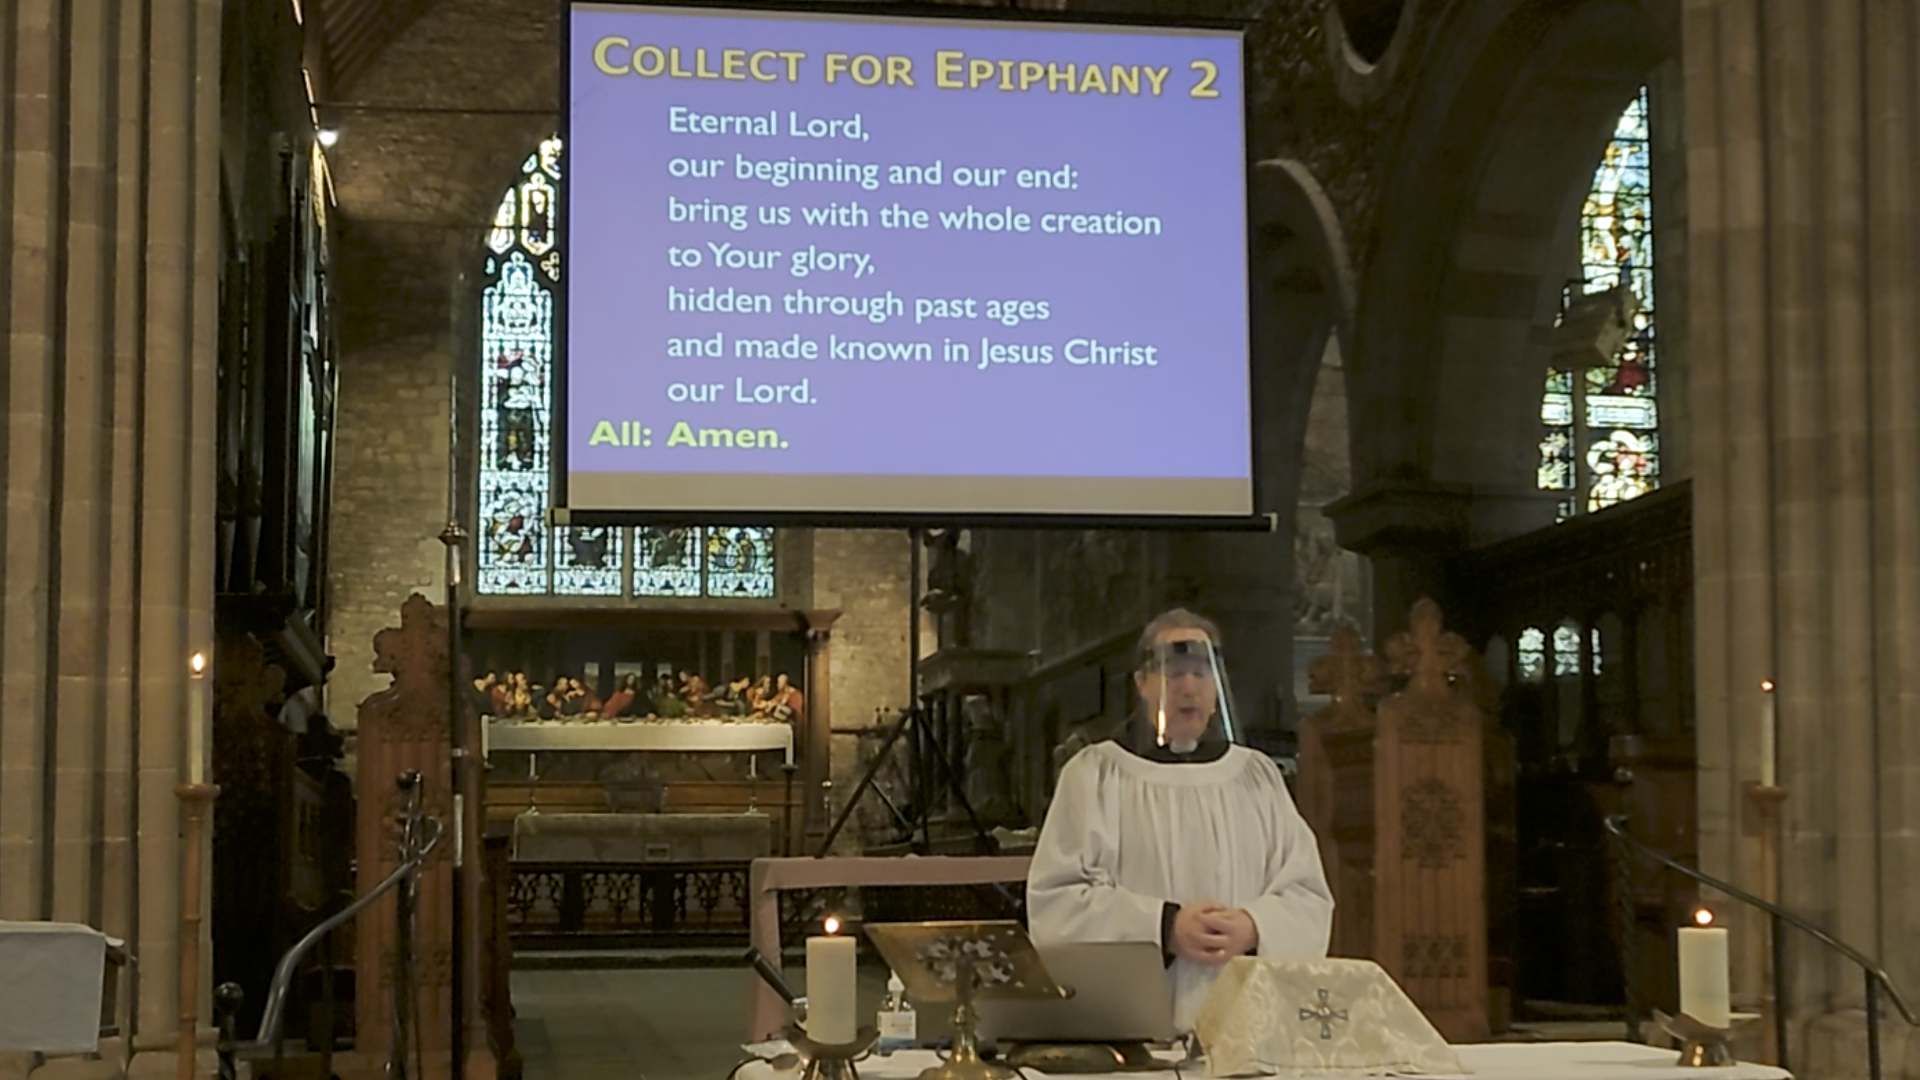 COLLECT FOR EPIPHANY 2
Eternal Lord,
our beginning and our end:
bring us with the whole creation
to Your glory,
hidden through past ages
and made known in Jesus Christ
our Lord.
All: Amen.